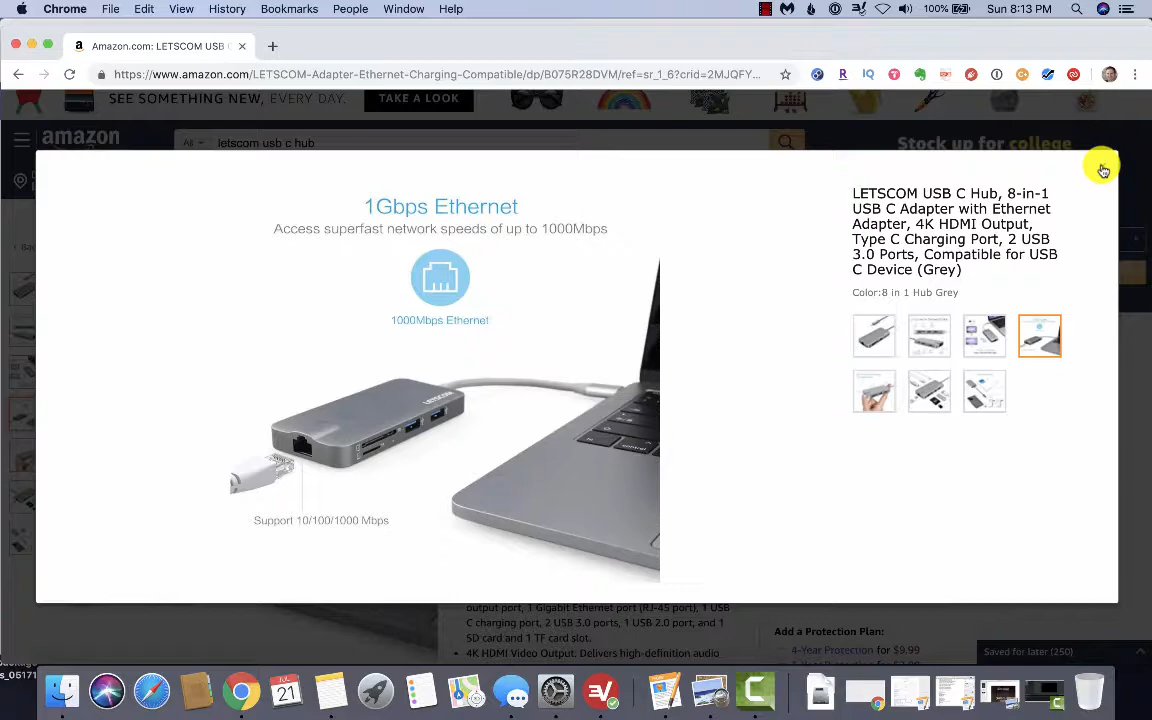 Chrome File Edit View History Bookmarks People Window Help 100% Sun 8:13 PM
Amazon.com: LETSCOM USB C
https://www.amazon.com/LETSCOM-Adapter-Ethernet-Charging-Compatible/dp/B075R28DVM/ref=sr_1_6?crid=2MJQFY...
SEE SOMETHING NEW, EVERY DAY. TAKE A LOOK
amazon All letscom usb c hub Stock up for college
1Gbps Ethernet
Access superfast network speeds of up to 1000Mbps
1000Mbps Ethernet
LETSCOM
control
Support 10/100/1000 Mbps
LETSCOM USB C Hub, 8-in-1
USB C Adapter with Ethernet
Adapter, 4K HDMI Output,
Type C Charging Port, 2 USB
3.0 Ports, Compatible for USB
C Device (Grey)
Color:8 in 1 Hub Grey
output port, 1 Gigabit Ethernet port (RJ-45 port), 1 USB
C charging port, 2 USB 3.0 ports, 1 USB 2.0 port, and 1
SD card and 1 TF card slot.
4K HDMI Video Output: Delivers high-definition audio
Add a Protection Plan:
4-Year Protection for $9.99
Saved for later (250)
s_05171
JUL
21